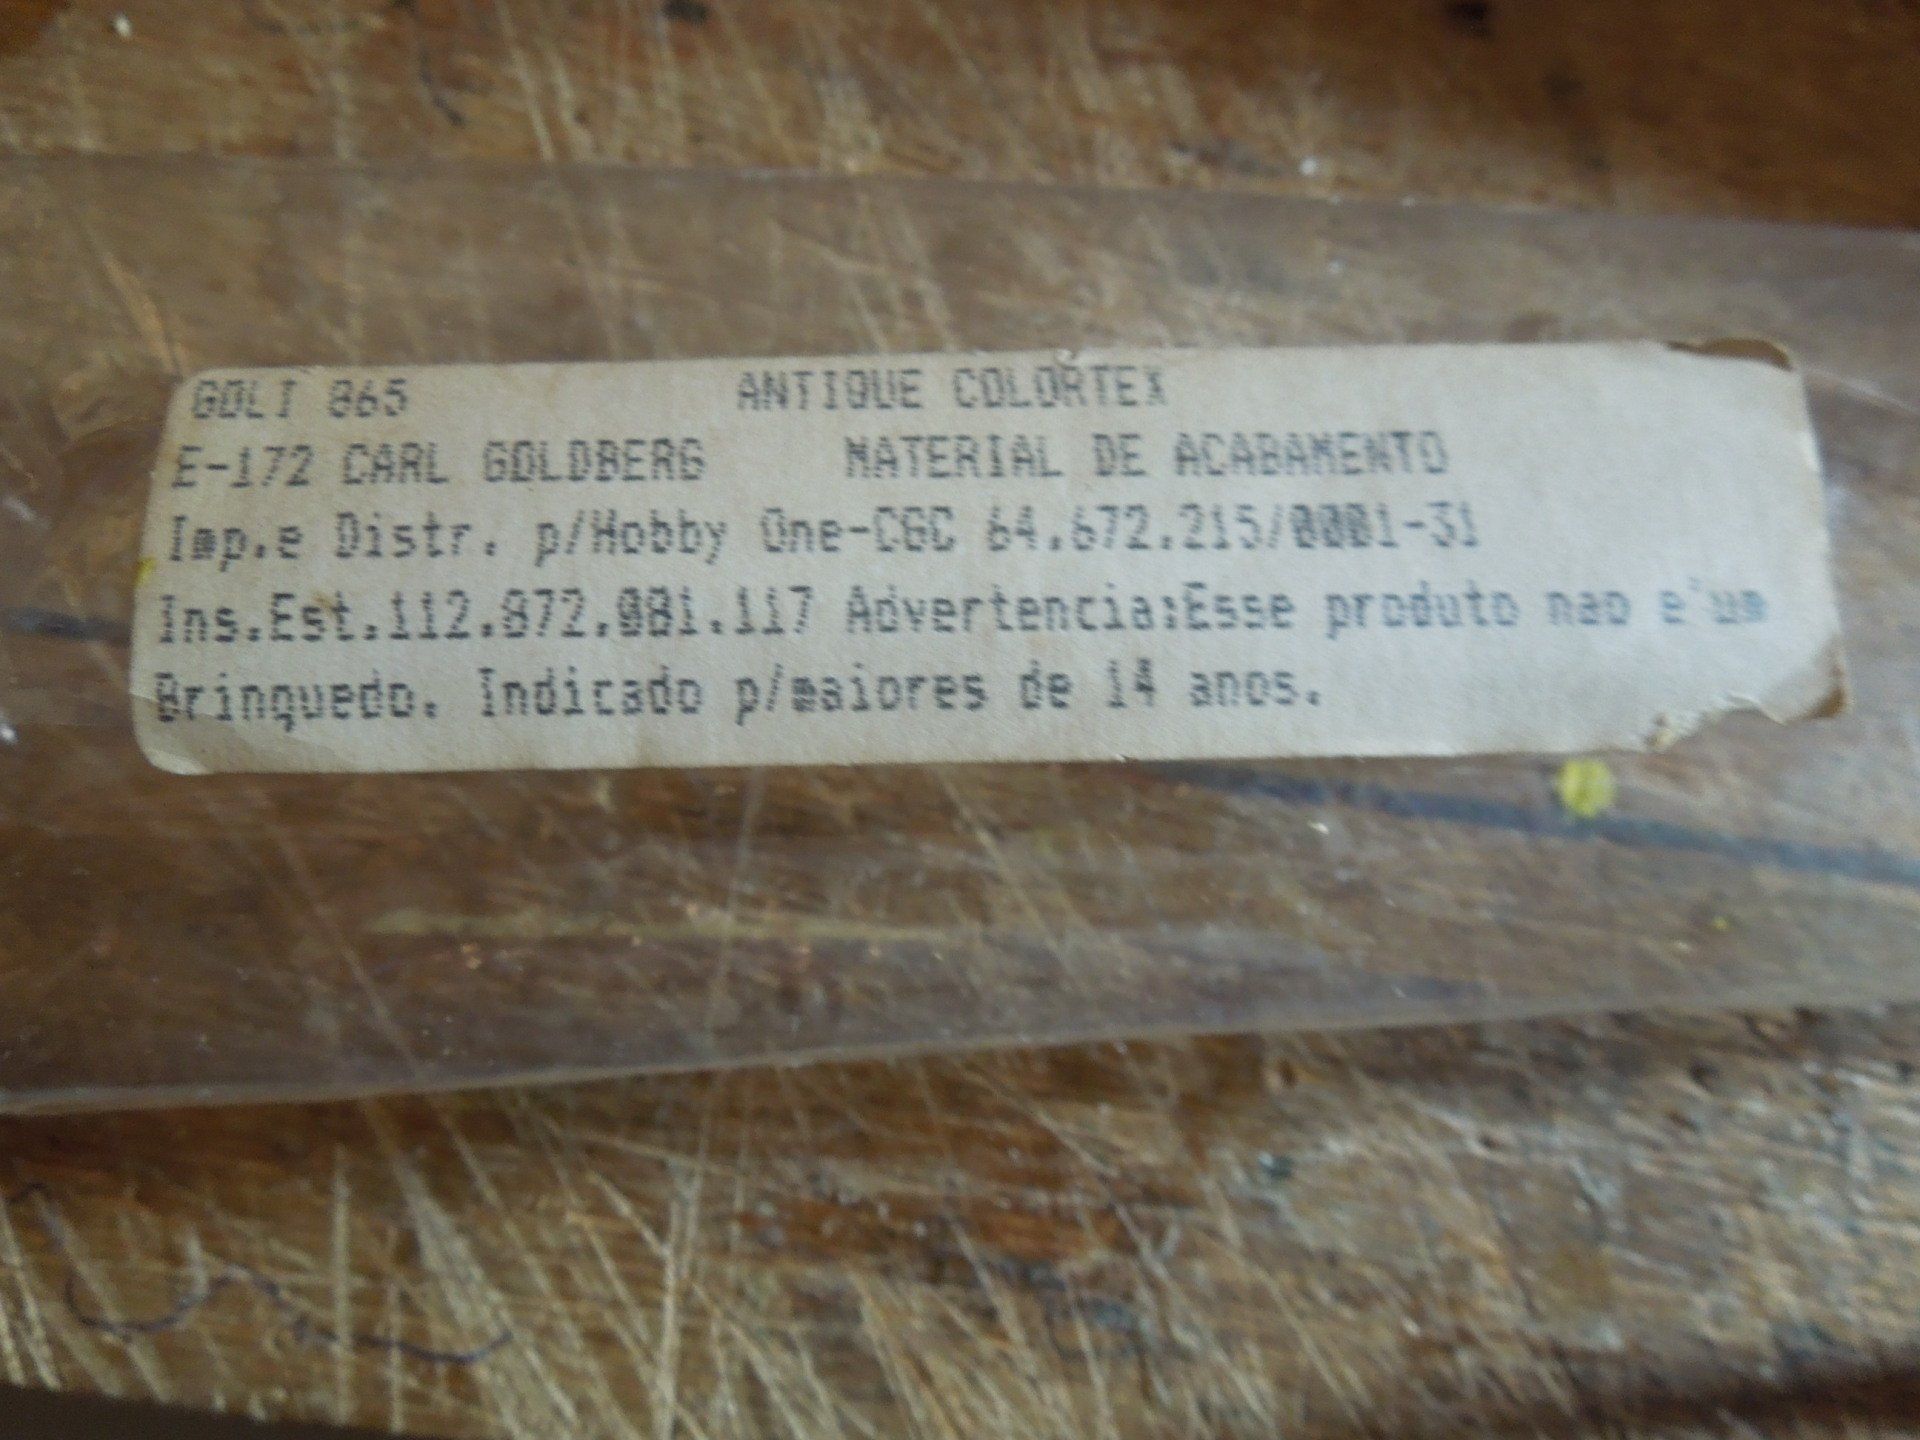 GOLI 865 ANTIQUE COLORTEX
E-172 CARL GOLDBERG MATERIAL DE ACABAMENTO
Imp.e Distr. p/Hobby One-CGC 64.672.215/0001-31
Ins.Est.112.872.081.117 Advertencia:Esse produto nao e'um
Brinquedo. Indicado p/maiores de 14 anos.